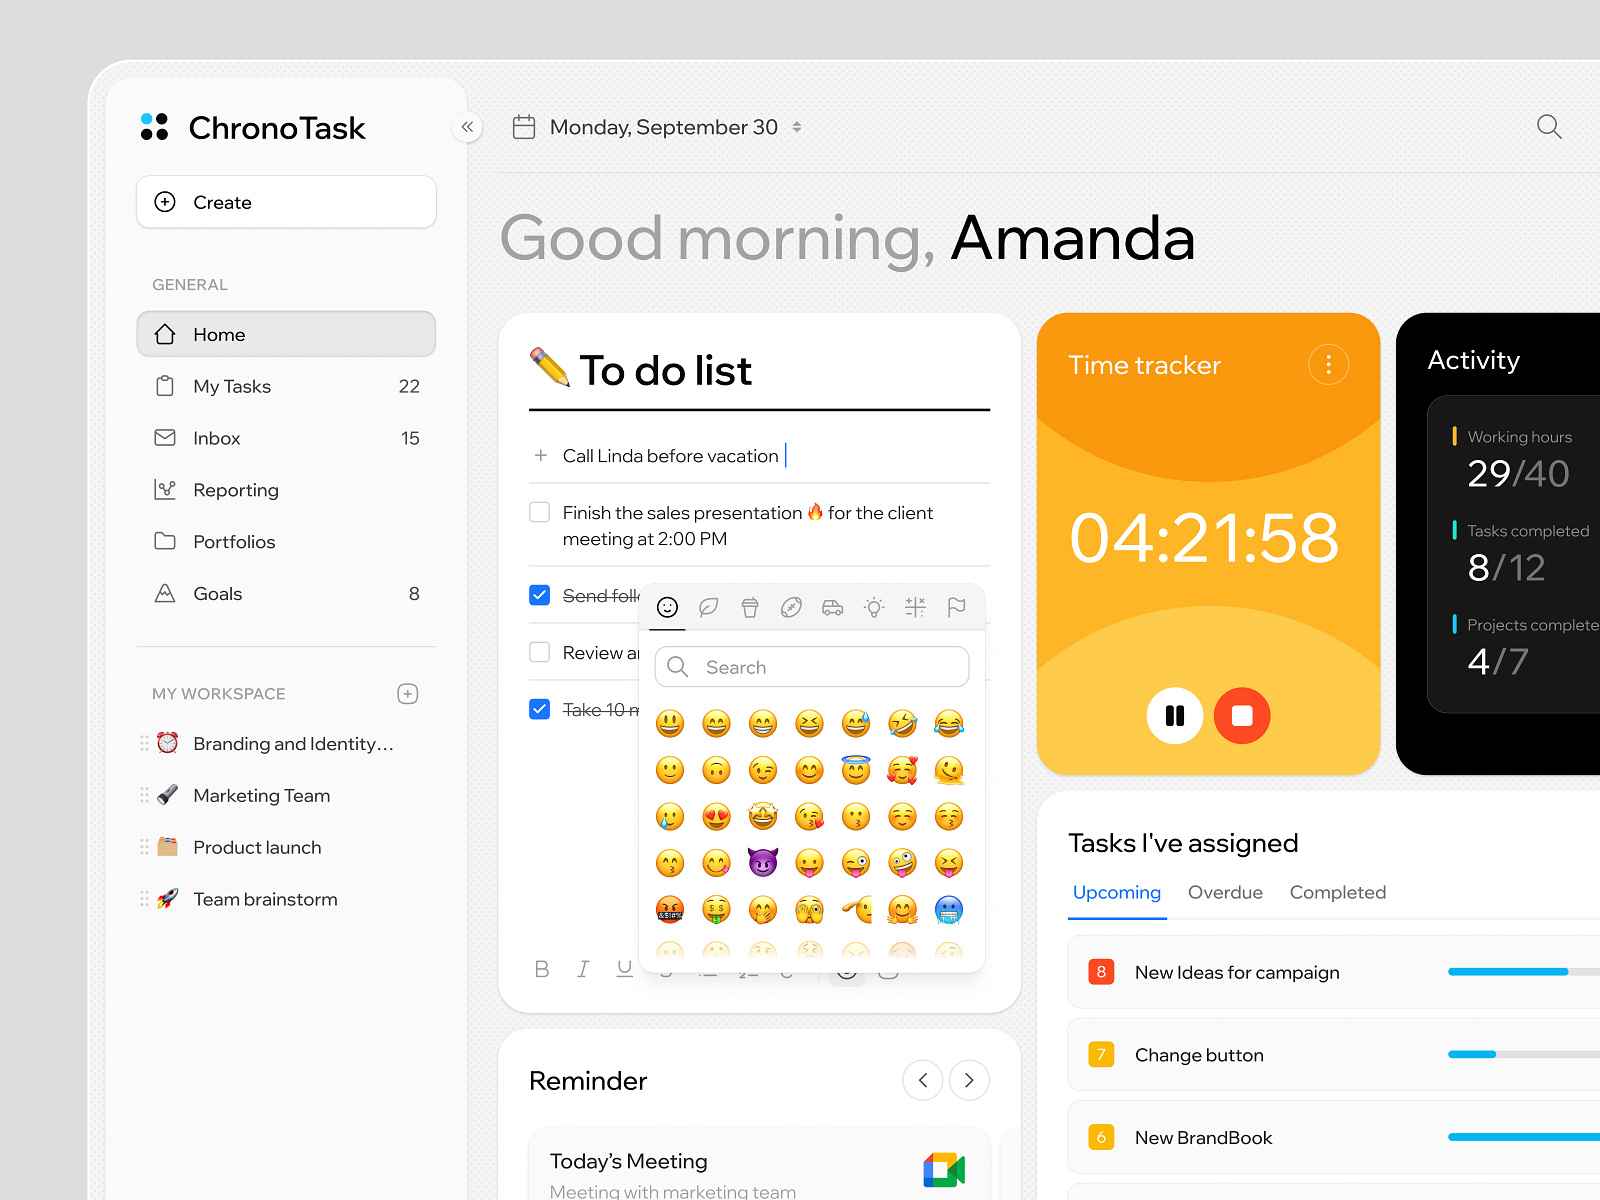 ChronoTask
Monday, September 30
Create
Good morning, Amanda
GENERAL
Home
My Tasks 22
Inbox 15
Reporting
Portfolios
Goals 8
MY WORKSPACE
Branding and Identity...
Marketing Team
Product launch
Team brainstorm
To do list
Call Linda before vacation
Finish the sales presentation 🔥 for the client
meeting at 2:00 PM
Send
Review
Take 10
Search
B I U
Time tracker
04:21:58
Activity
Working hours
29/40
Tasks completed
8/12
Projects complete
4/7
Tasks I've assigned
Upcoming Overdue Completed
8 New Ideas for campaign
7 Change button
6 New BrandBook
Reminder
Today's Meeting
Meeting with marketing team